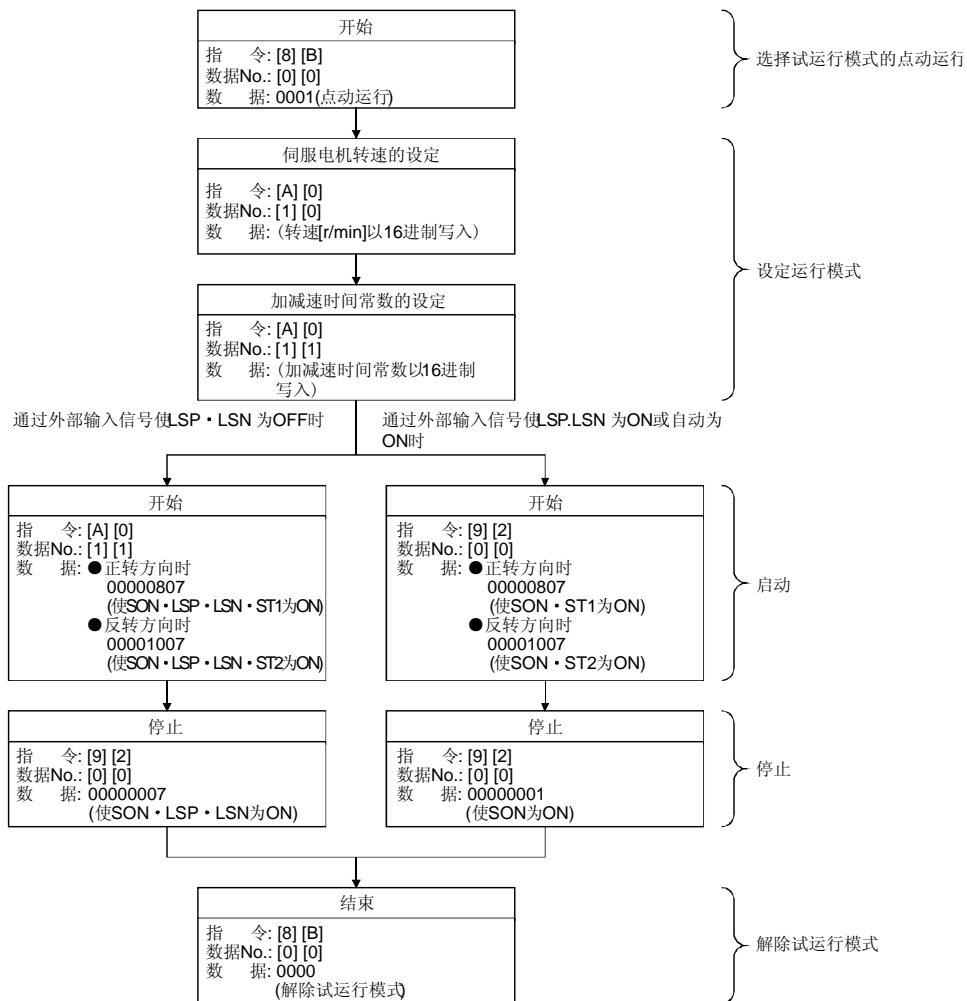 开始
指 令: [8] [B]
数据No.: [0] [0]
数 据: 0001(点动运行)
选择试运行模式的点动运行
伺服电机转速的设定
指 令: [A] [0]
数据No.: [1] [0]
数 据:（转速[r/min]以16进制写入）
加减速时间常数的设定
指 令: [A] [0]
数据No.: [1] [1]
数 据:（加减速时间常数以16进制
写入）
设定运行模式
通过外部输入信号使LSP・LSN 为OFF时
通过外部输入信号使LSP.LSN 为ON或自动为
ON时
开始
指 令: [A] [0]
数据No.: [1] [1]
数 据: ●正转方向时
00000807
(使SON・LSP・LSN・ST1为ON)
●反转方向时
00001007
(使SON・LSP・LSN・ST2为ON)
开始
指 令: [9] [2]
数据No.: [0] [0]
数 据: ●正转方向时
00000807
(使SON・ST1为ON)
●反转方向时
00001007
(使SON・ST2为ON)
启动
停止
指 令: [9] [2]
数据No.: [0] [0]
数 据: 00000007
(使SON・LSP・LSN为ON)
停止
指 令: [9] [2]
数据No.: [0] [0]
数 据: 00000001
(使SON为ON)
停止
结束
指 令: [8] [B]
数据No.: [0] [0]
数 据: 0000
(解除试运行模式)
解除试运行模式